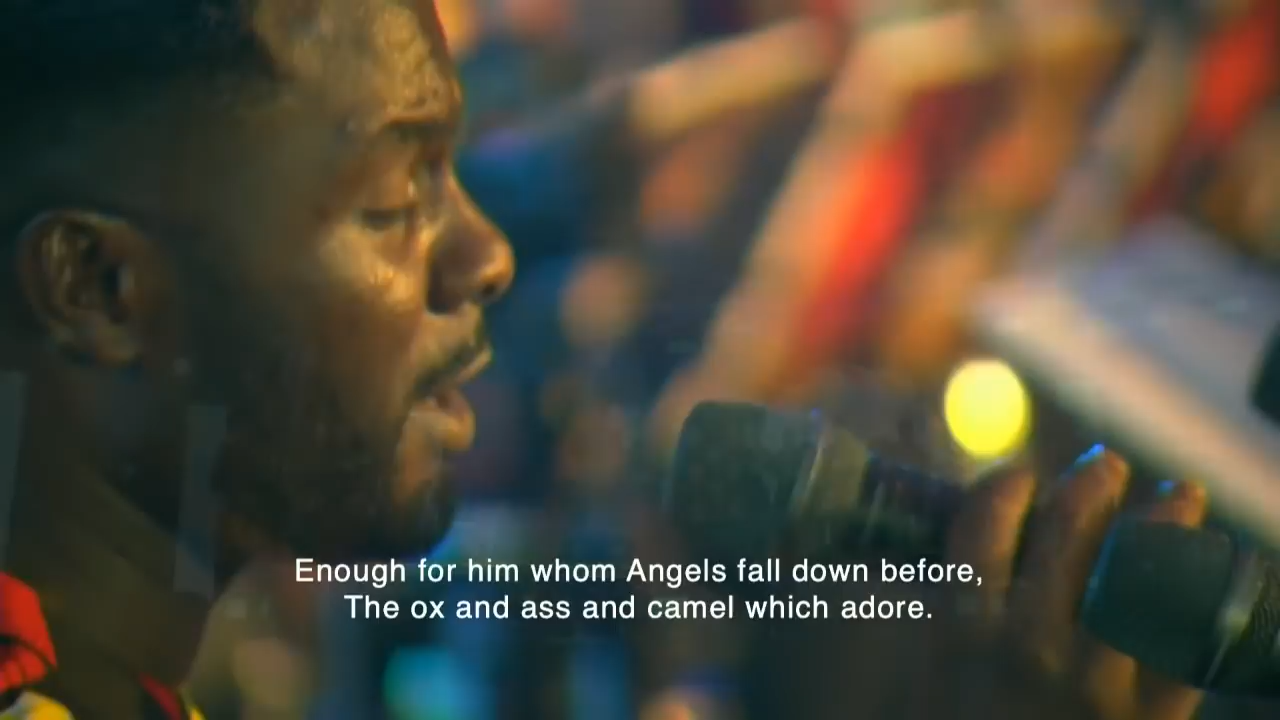 Enough for him whom Angels fall down before,
The ox and ass and camel which adore.